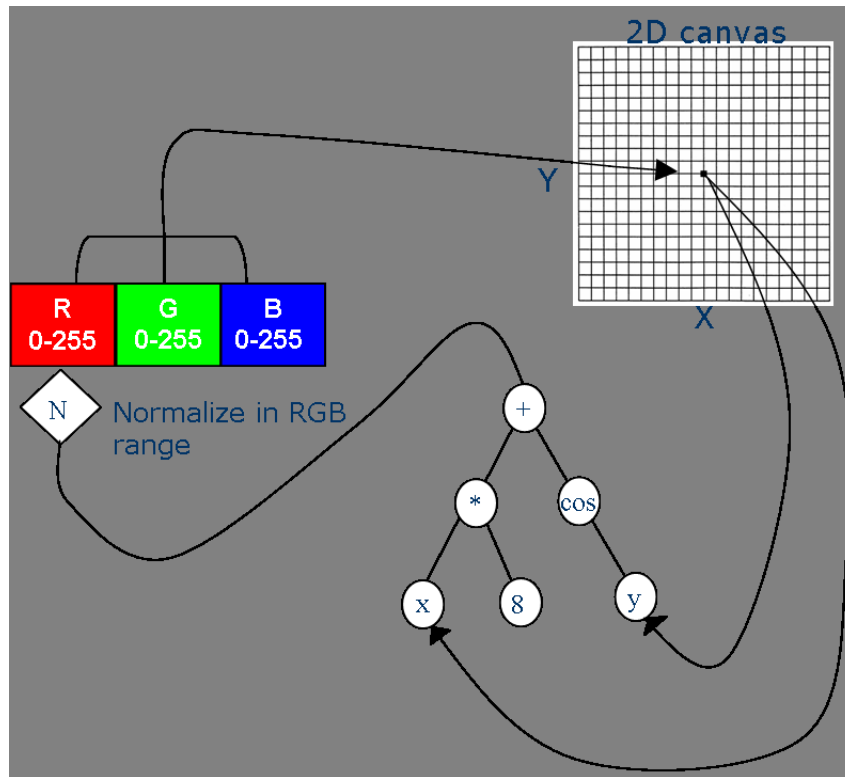 2D canvas
Y
X
R G B
0-255 0-255 0-255
N
Normalize in RGB
range
+
* cos
x 8 y